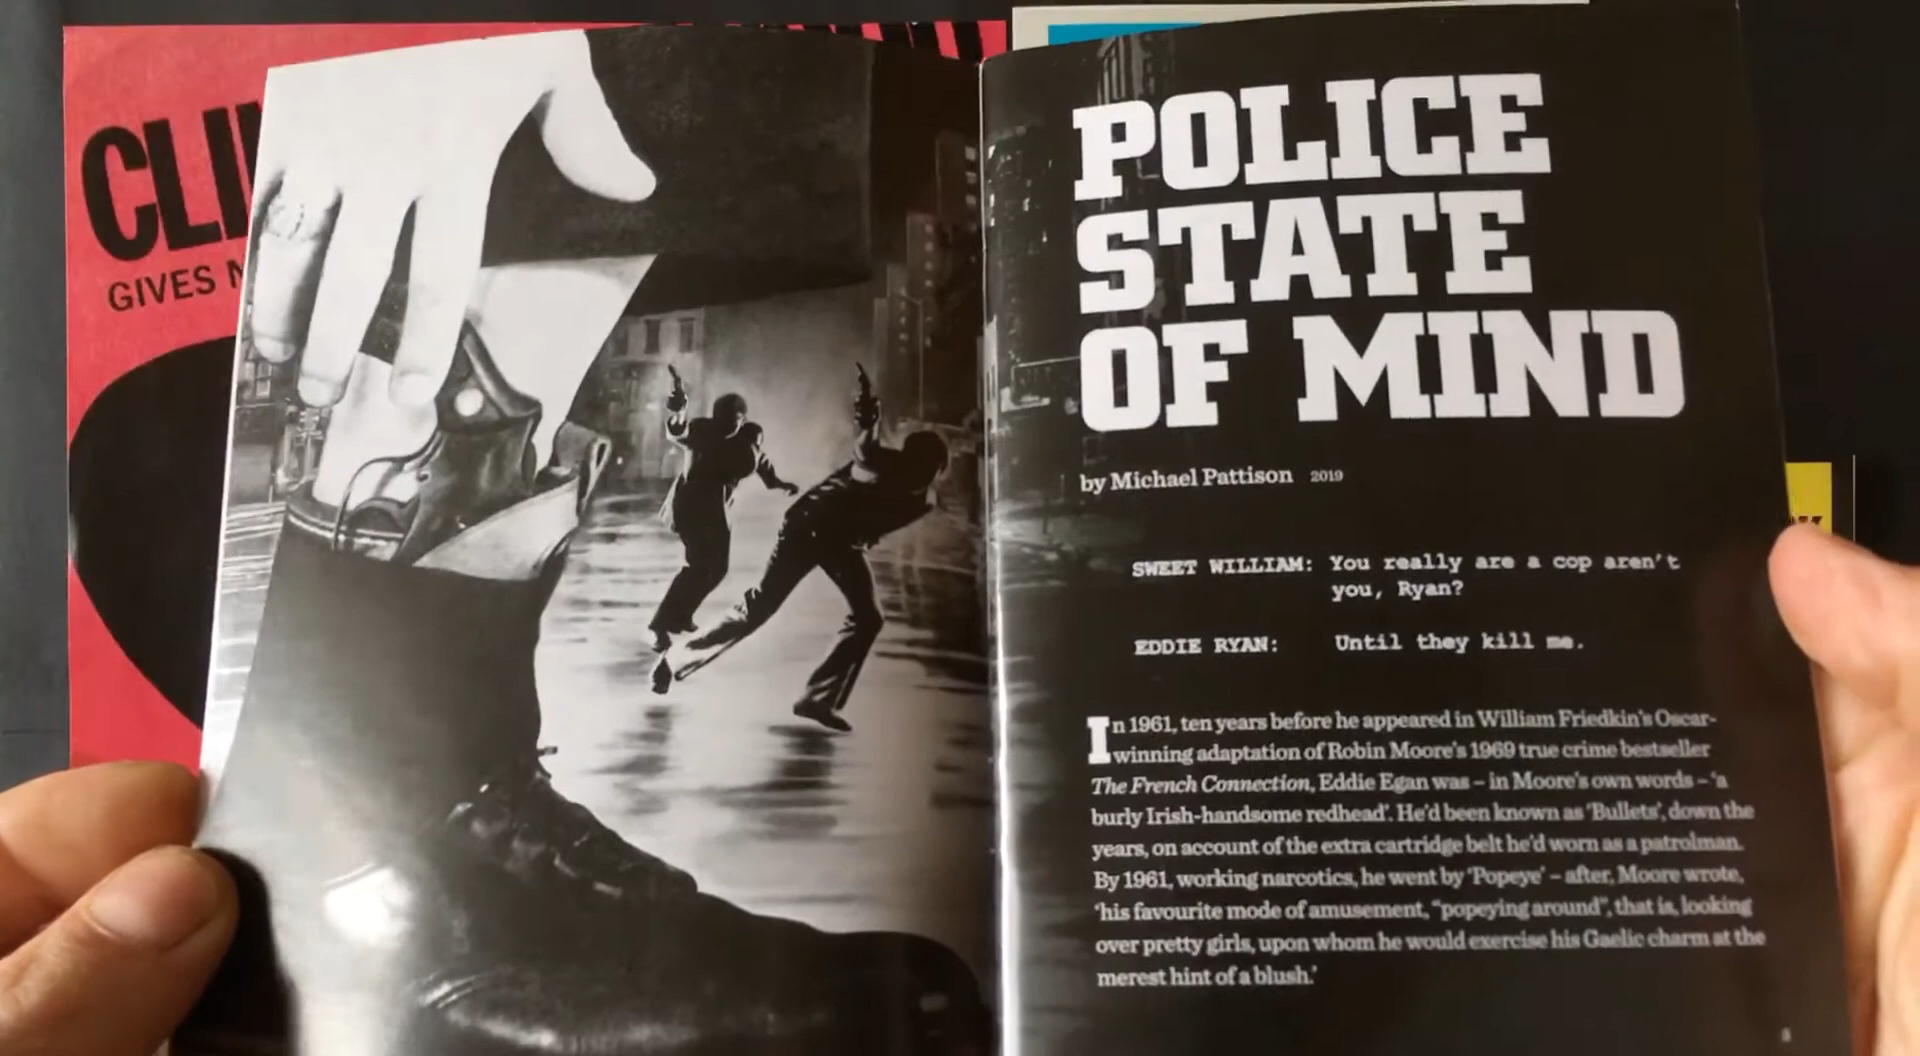 CLI
GIVES N
POLICE
STATE
OF MIND
by Michael Pattison 2019
SWEET WILLIAM: You really are a cop aren't
you, Ryan?
EDDIE RYAN: Until they kill me.
In 1961, ten years before he appeared in William Friedkin's Oscar-
winning adaptation of Robin Moore's 1969 true crime bestseller
The French Connection, Eddie Egan was – in Moore's own words – 'a
burly Irish-handsome redhead'. He'd been known as 'Bullets', down the
years, on account of the extra cartridge belt he'd worn as a patrolman.
By 1961, working narcotics, he went by 'Popeye' – after, Moore wrote,
'his favourite mode of amusement, "popeying around", that is, looking
over pretty girls, upon whom he would exercise his Gaelic charm at the
merest hint of a blush.'